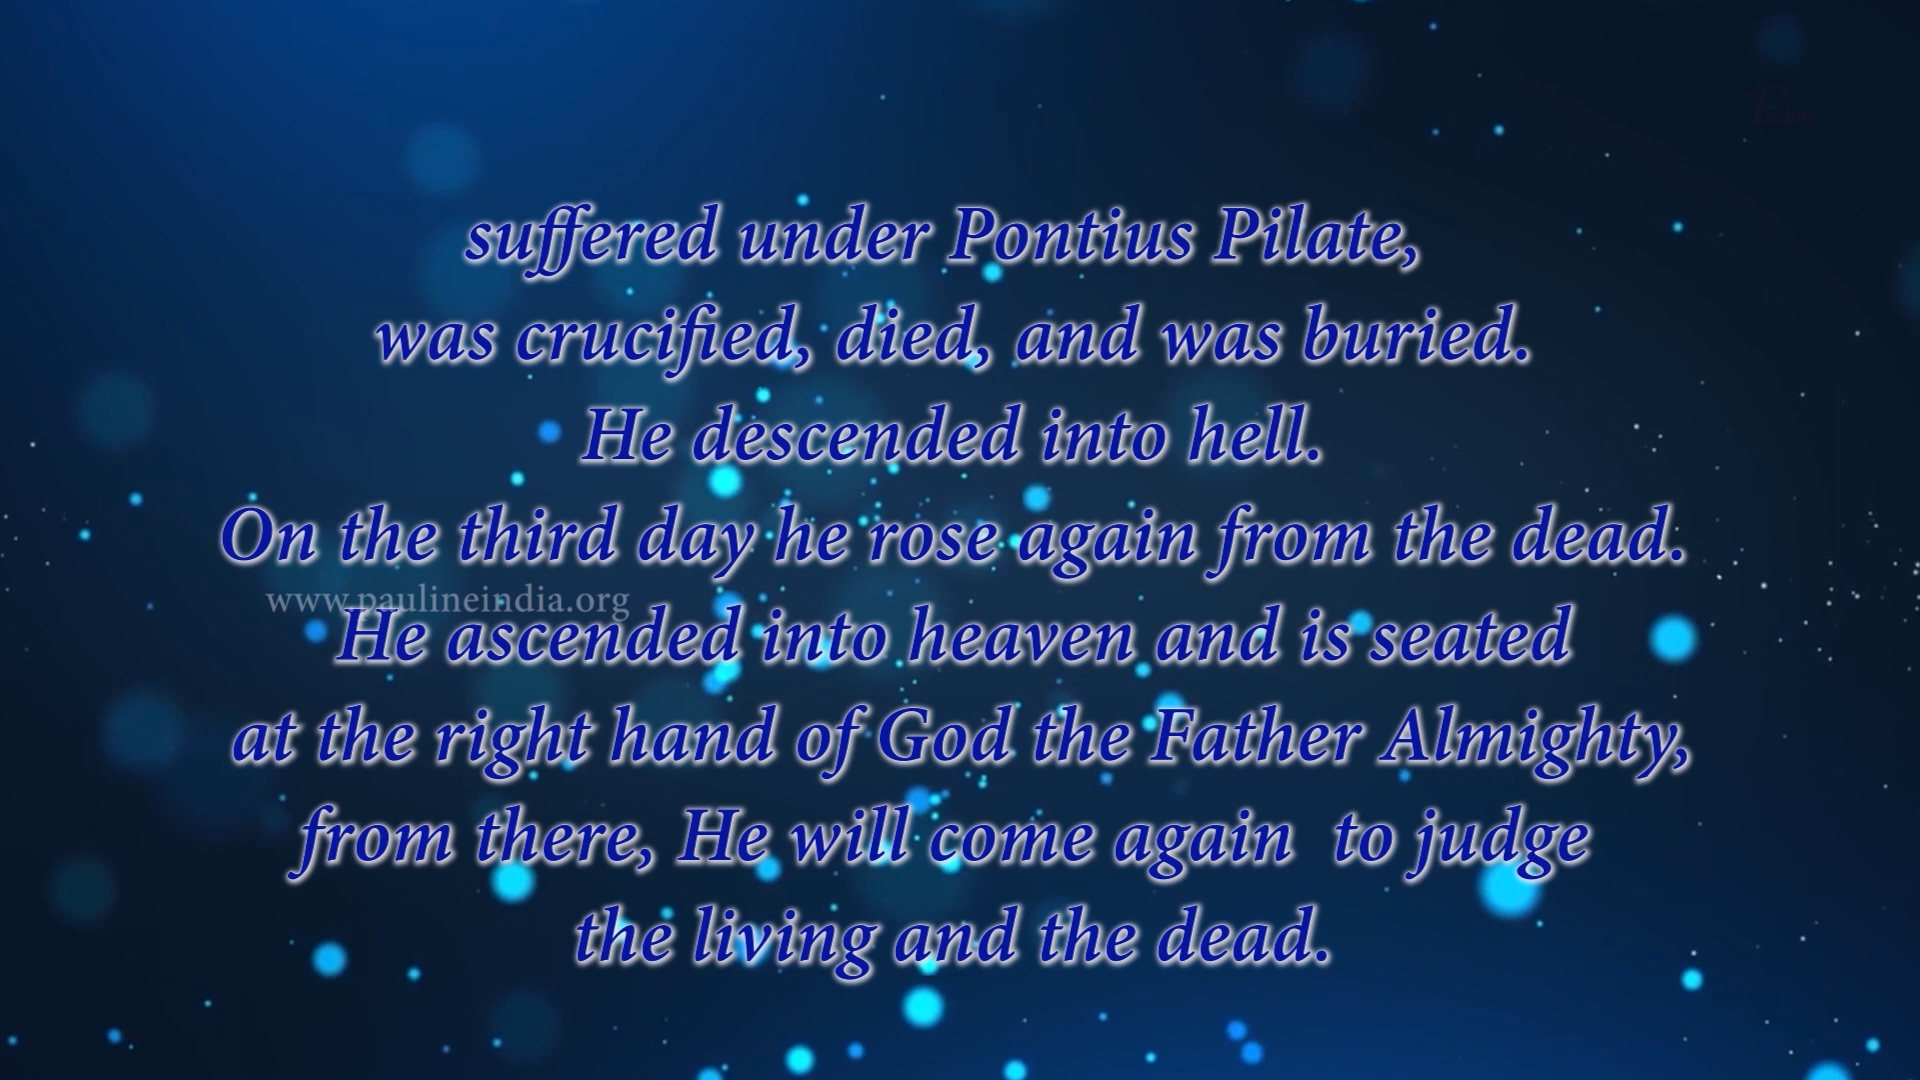 Pauline
suffered under Pontius Pilate,
was crucified, died, and was buried.
He descended into hell.
On the third day he rose again from the dead.
www.paulineindia.org
He ascended into heaven and is seated
at the right hand of God the Father Almighty,
from there, He will come again to judge
the living and the dead.